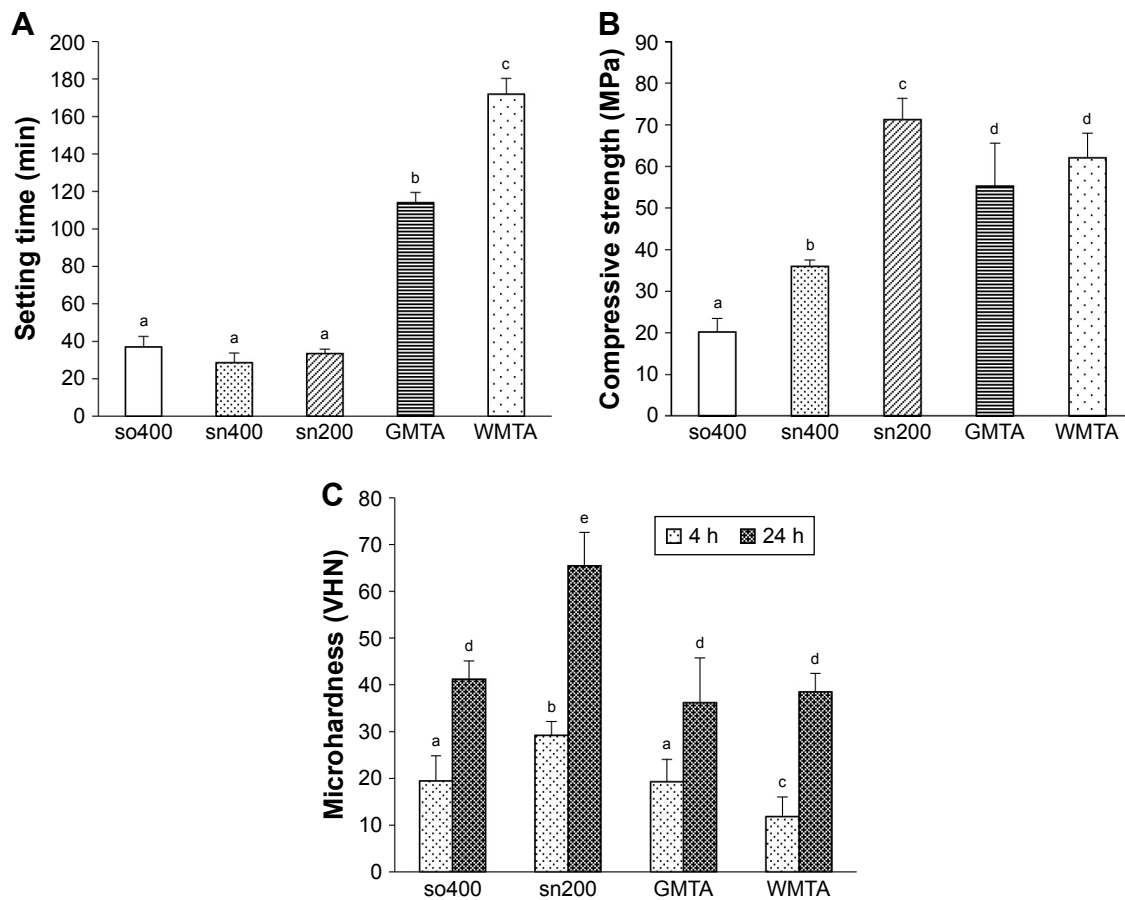 A
Setting time (min)
200
180
160
140
120
100
80
60
40
20
0
a
a
a
b
c
so400 sn400 sn200 GMTA WMTA
B
Compressive strength (MPa)
90
80
70
60
50
40
30
20
10
0
a
b
c
d
d
so400 sn400 sn200 GMTA WMTA
C
Microhardness (VHN)
80
70
60
50
40
30
20
10
0
4 h 24 h
a
d
b
e
a
d
c
d
so400 sn200 GMTA WMTA